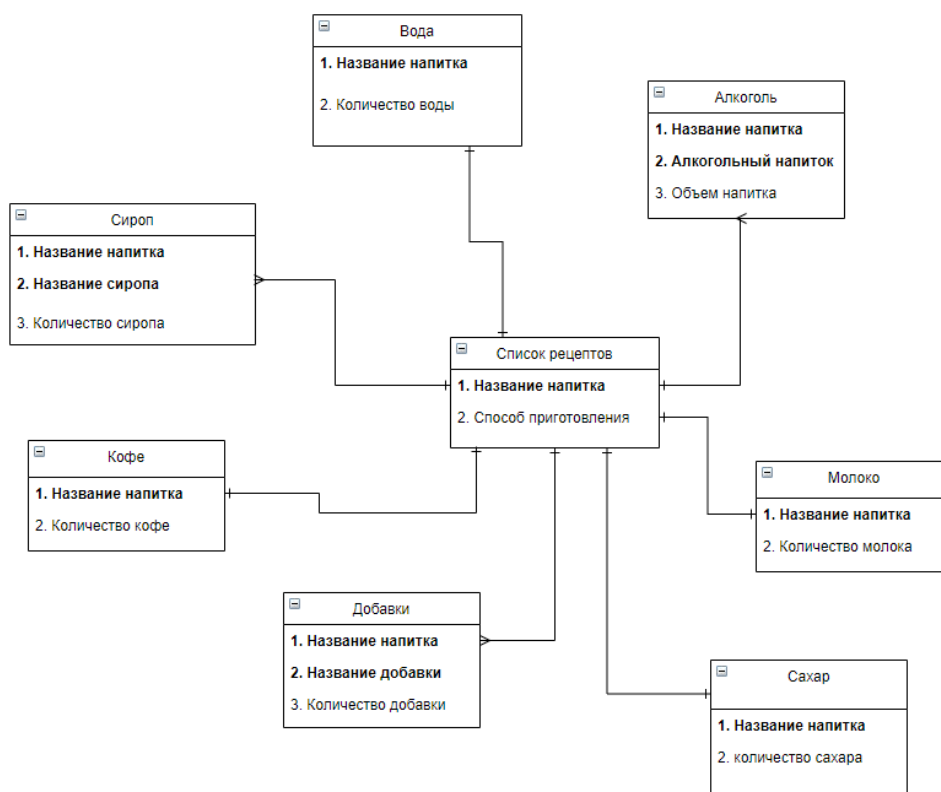 Вода
1. Название напитка
2. Количество воды
Алкоголь
1. Название напитка
2. Алкогольный напиток
3. Объем напитка
Сироп
1. Название напитка
2. Название сиропа
3. Количество сиропа
Список рецептов
1. Название напитка
2. Способ приготовления
Кофе
1. Название напитка
2. Количество кофе
Молоко
1. Название напитка
2. Количество молока
Добавки
1. Название напитка
2. Название добавки
3. Количество добавки
Сахар
1. Название напитка
2. количество сахара